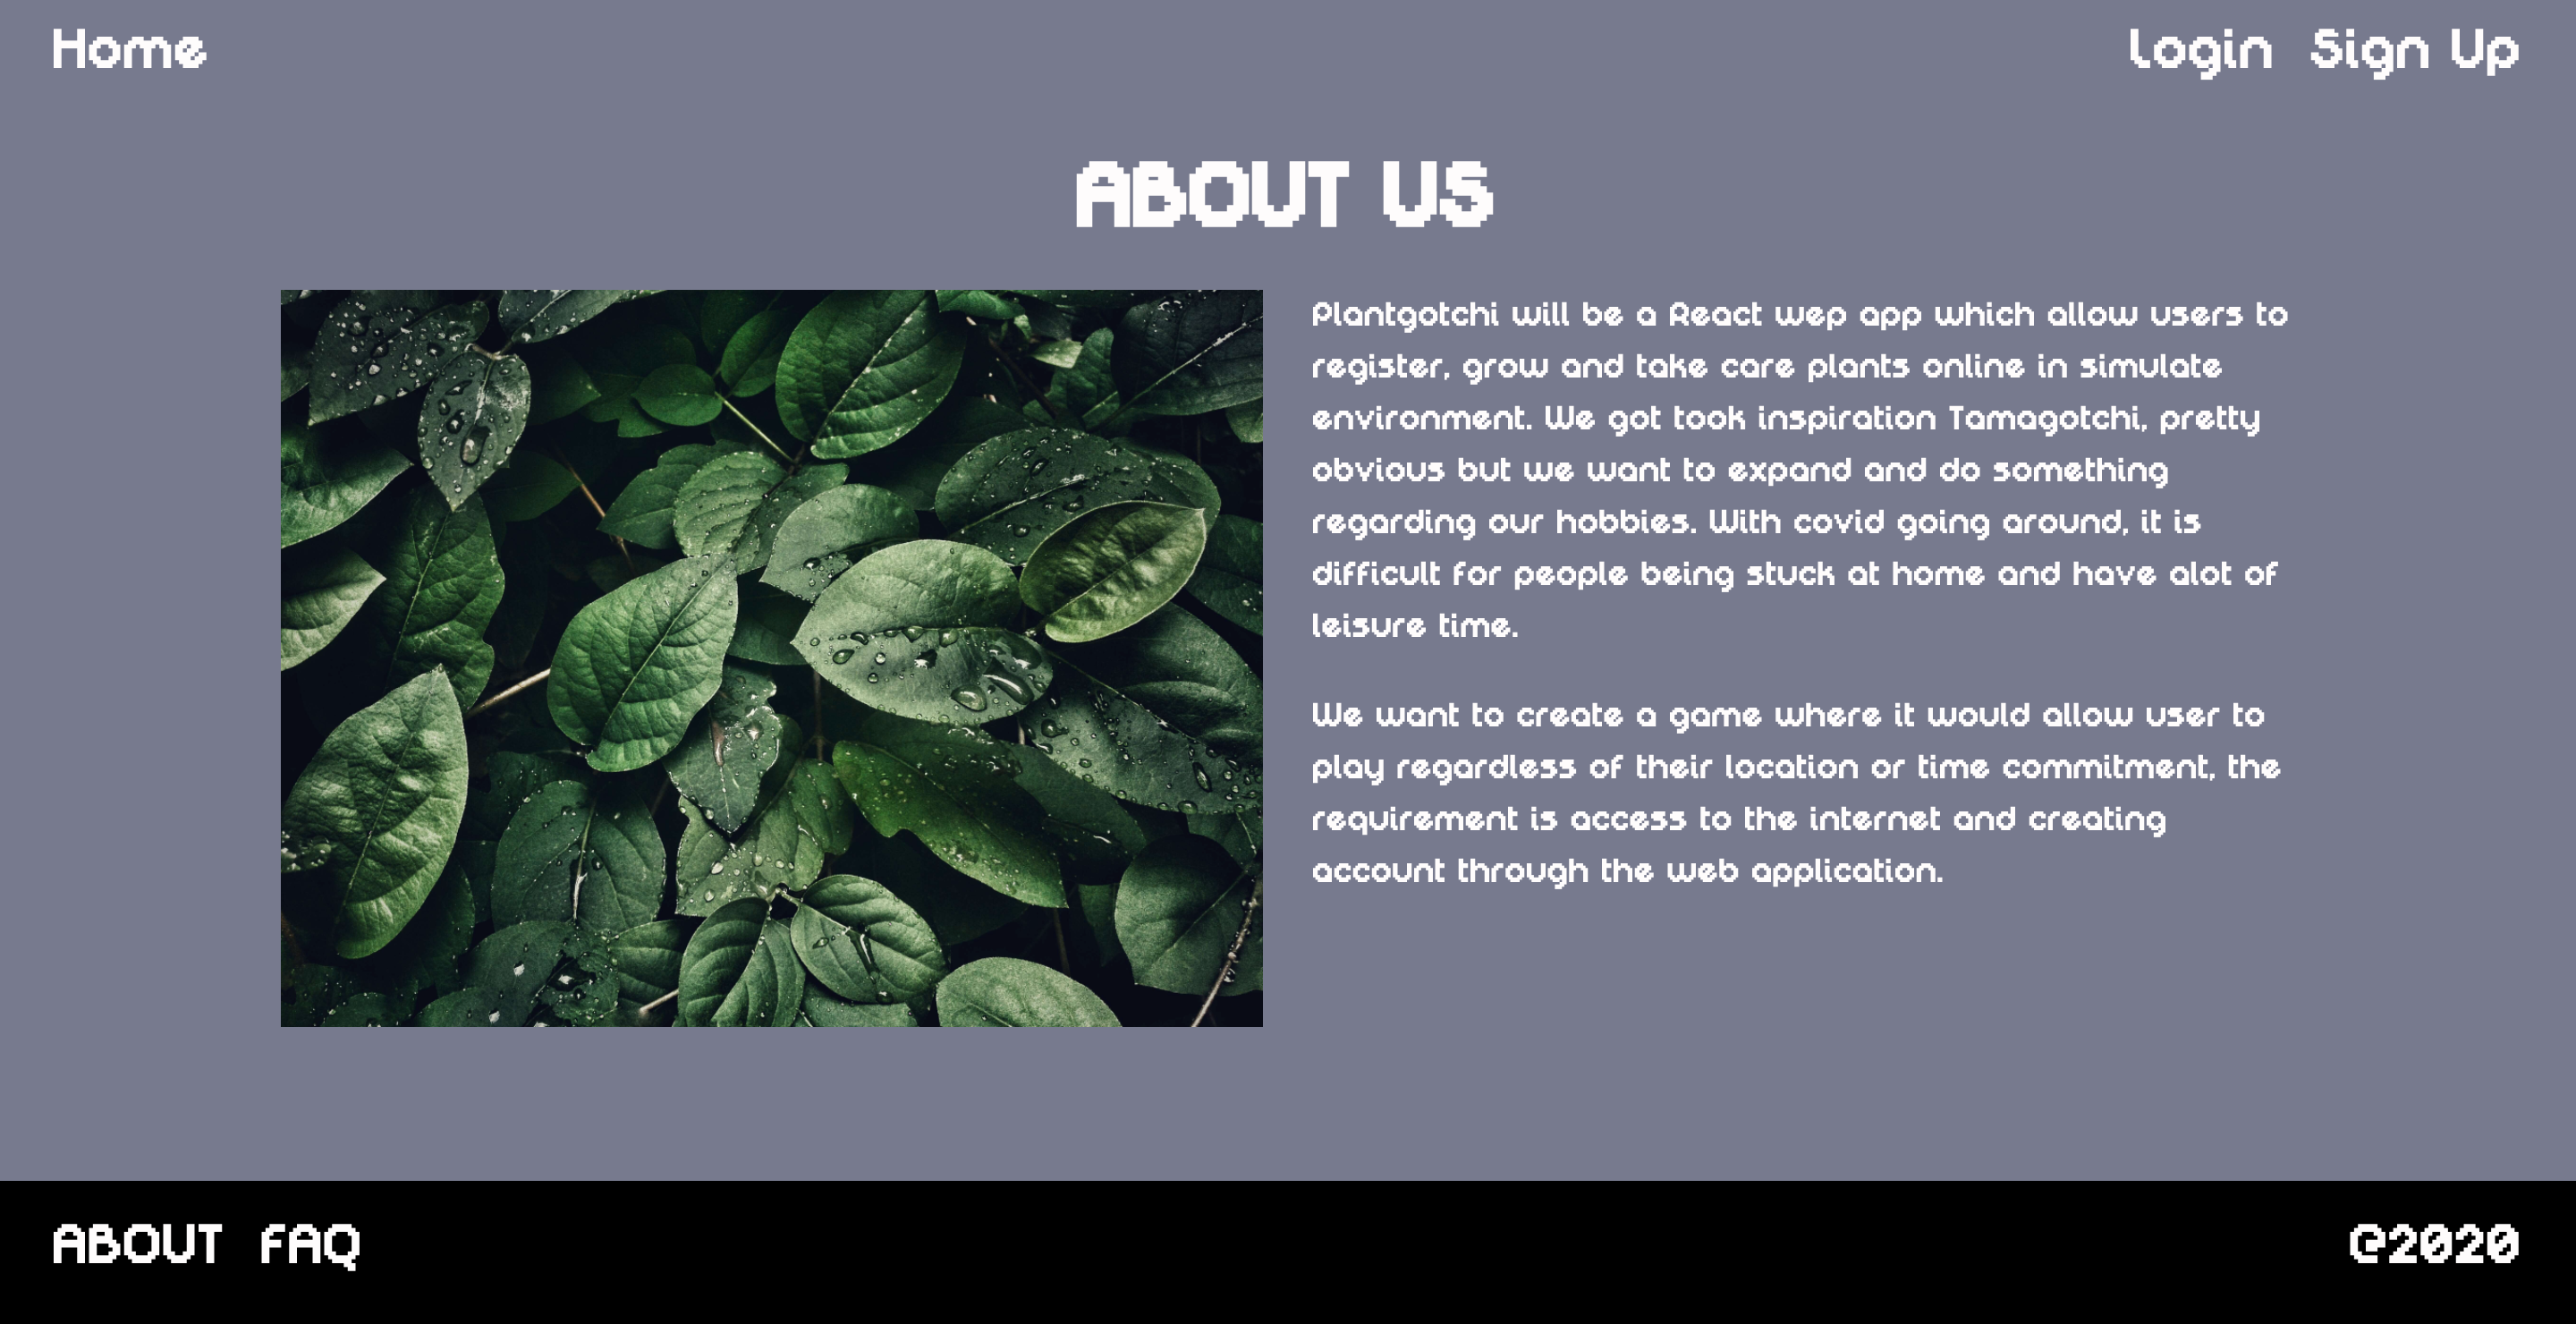 Home
Login Sign Up
ABOUT US
Plantgotchi will be a React wep app which allow users to
register, grow and take care plants online in simulate
environment. We got took inspiration Tamagotchi, pretty
obvious but we want to expand and do something
regarding our hobbies. With covid going around, it is
difficult for people being stuck at home and have alot of
leisure time.
We want to create a game where it would allow user to
play regardless of their location or time commitment, the
requirement is access to the internet and creating
account through the web application.
ABOUT FAQ
@2020